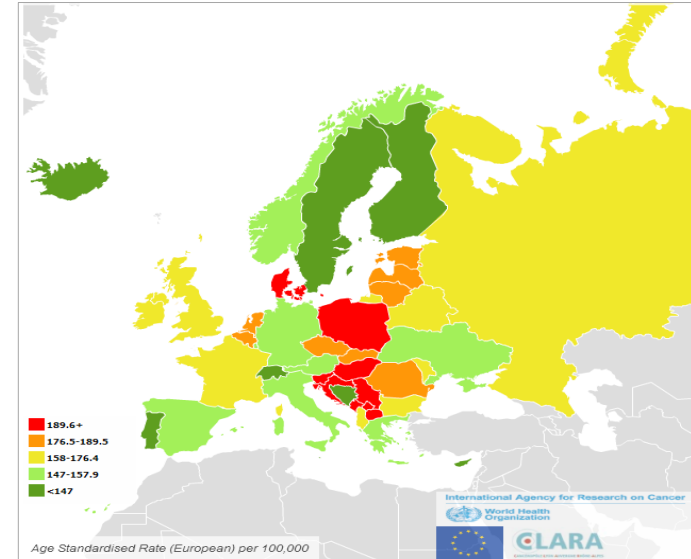 189.6+
176.5-189.5
158-176.4
147-157.9
<147
Age Standardised Rate (European) per 100,000
International Agency for Research on Cancer
World Health
Organization
CLARA